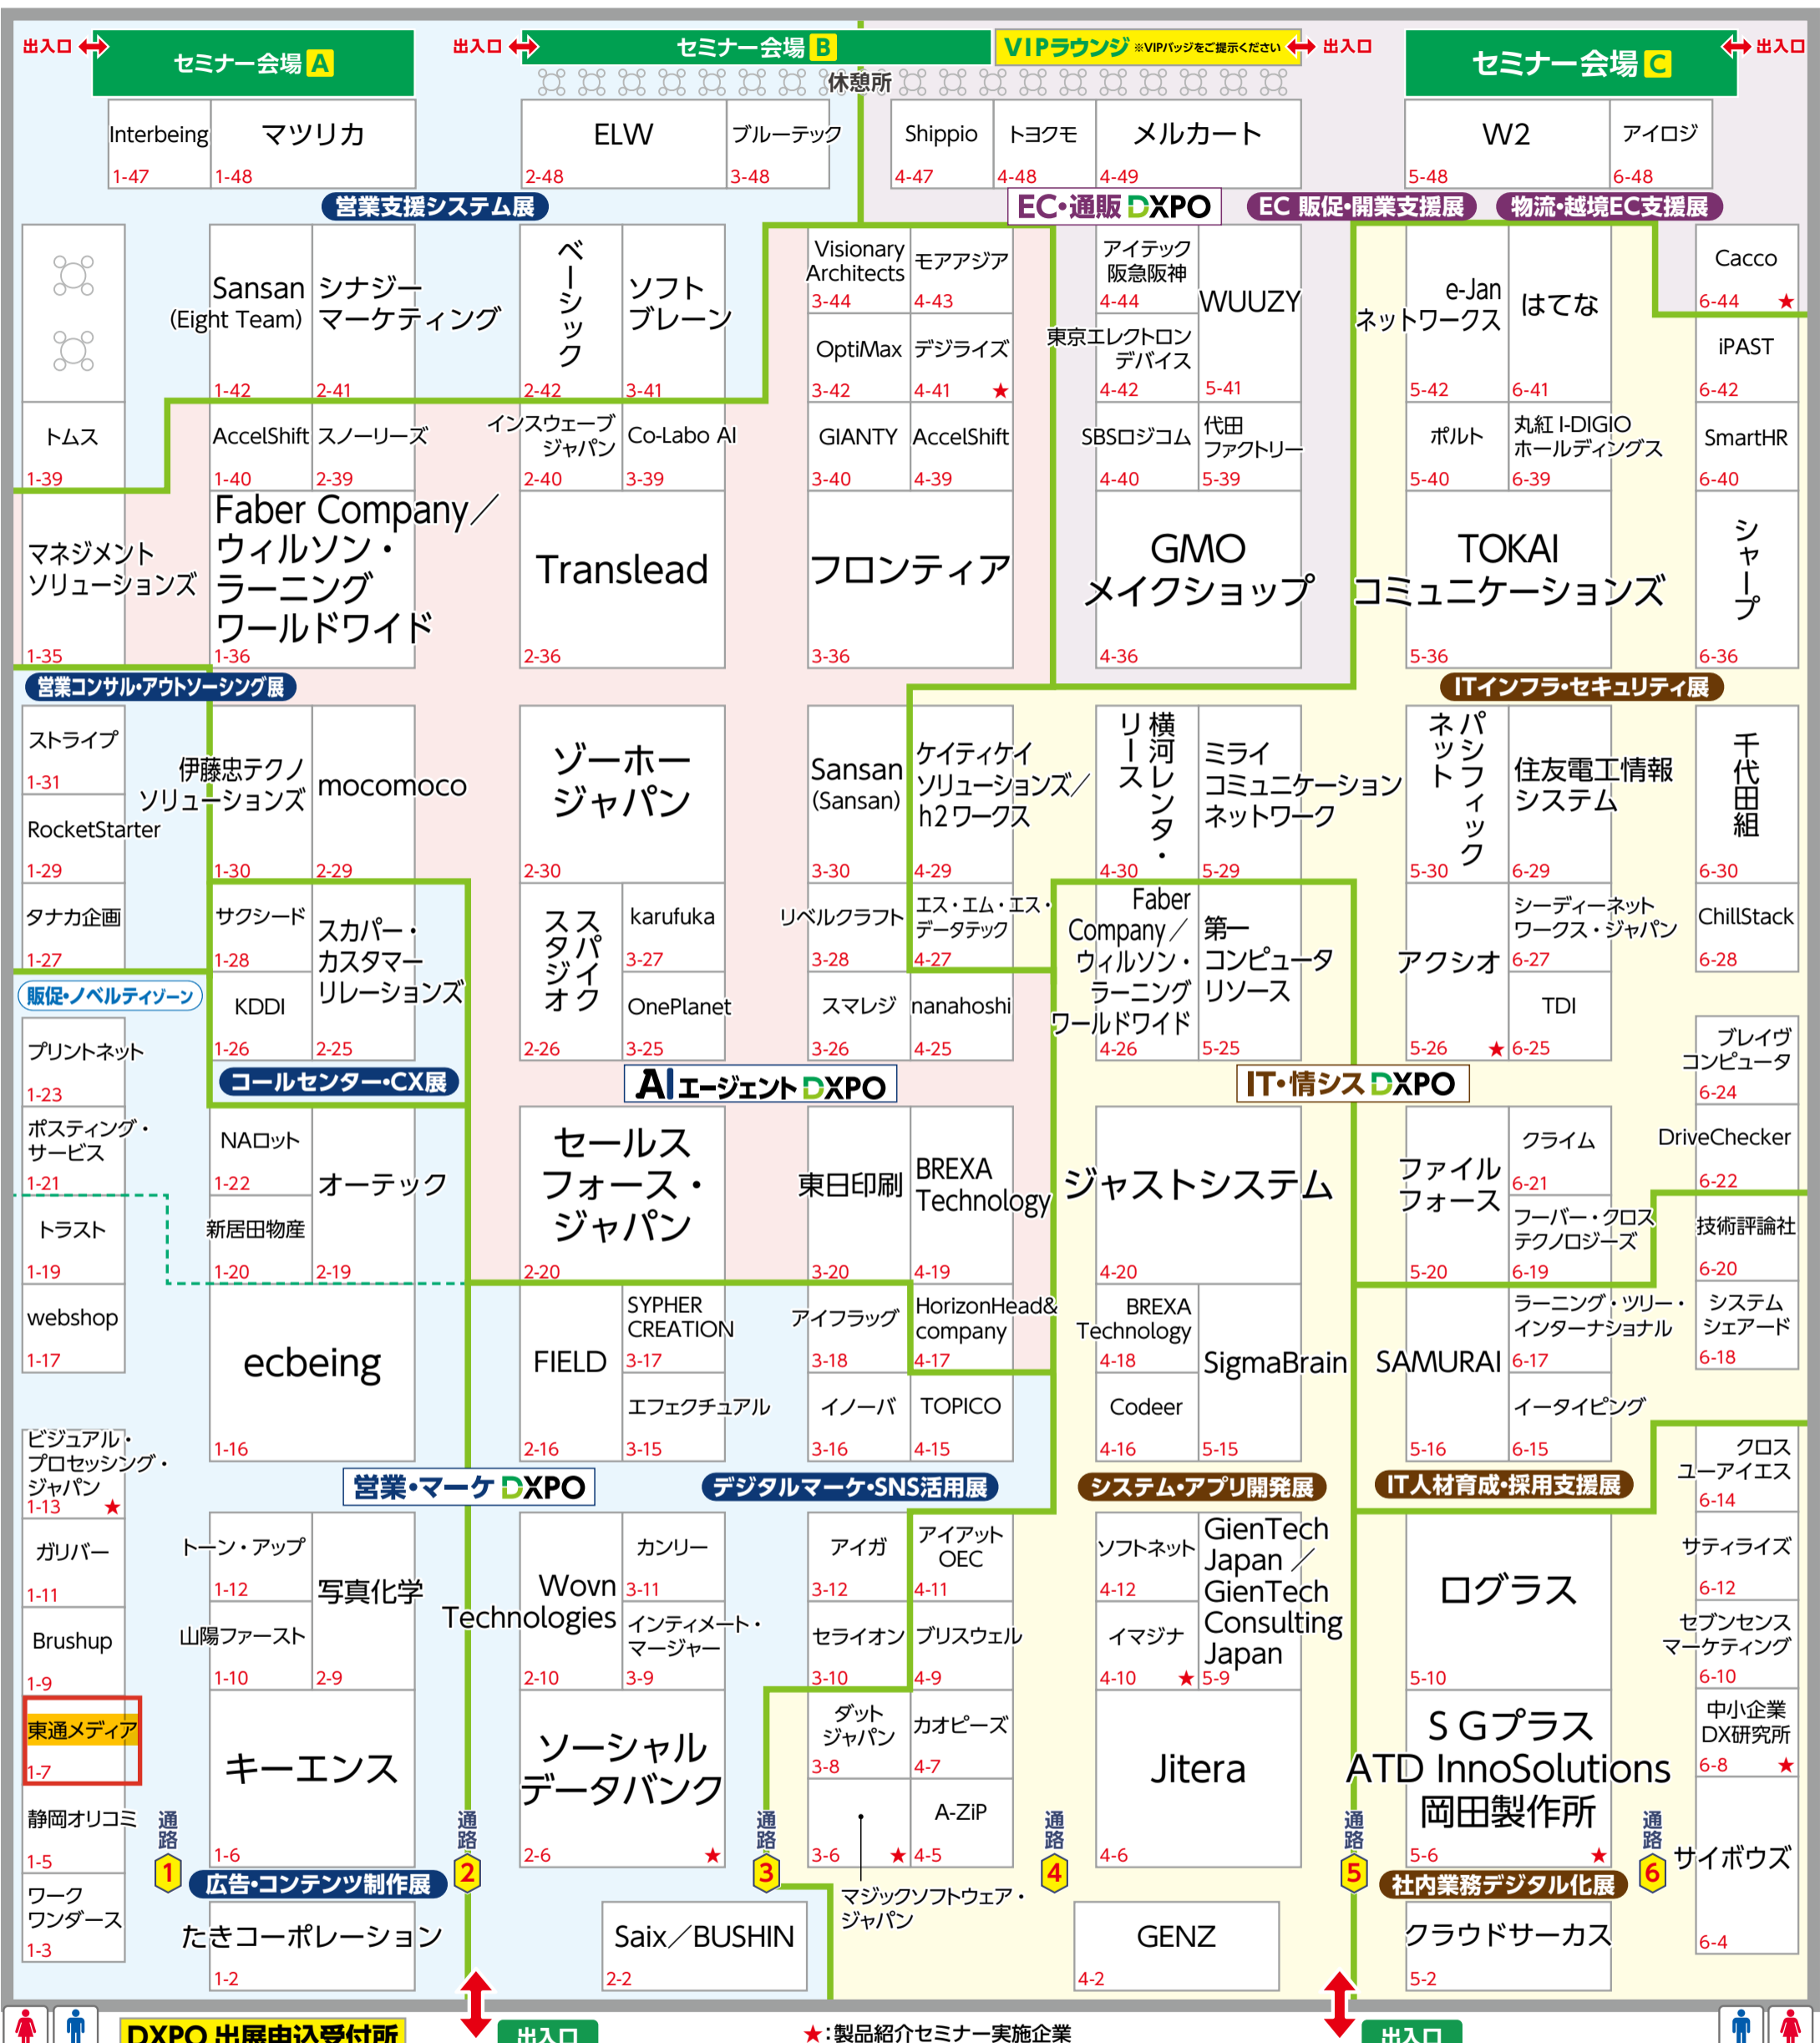 出入口
セミナー会場 A
出入口
セミナー会場 B
VIPラウンジ ※VIPバッジをご提示ください
出入口
セミナー会場 C
出入口
休憩所
Interbeing
1-47
マツリカ
1-48
ELW
2-48
ブルーテック
3-48
Shippio
4-47
トヨクモ
4-48
メルカート
4-49
W2
5-48
アイロジ
6-48
営業支援システム展
EC・通販 DXPO
EC 販促・開業支援展
物流・越境EC支援展
Sansan
(Eight Team)
1-42
シナジー
マーケティング
2-41
ベーシック
2-42
ソフト
ブレーン
3-41
Visionary
Architects
3-44
モアアジア
4-43
アイテック
阪急阪神
4-44
WUUZY
5-41
e-Jan
ネットワークス
5-42
はてな
6-41
Cacco
6-44 ★
OptiMax
3-42
デジライズ
4-41 ★
東京エレクトロン
デバイス
4-42
iPAST
6-42
トムス
1-39
AccelShift
1-40
スノーリーズ
2-39
インスウェーブ
ジャパン
2-40
Co-Labo AI
3-39
GIANTY
3-40
AccelShift
4-39
SBSロジコム
4-40
代田
ファクトリー
5-39
ポルト
5-40
丸紅 I-DIGIO
ホールディングス
6-39
SmartHR
6-40
マネジメント
ソリューションズ
1-35
Faber Company／
ウィルソン・
ラーニング
ワールドワイド
1-36
Translead
2-36
フロンティア
3-36
GMO
メイクショップ
4-36
TOKAI
コミュニケーションズ
5-36
シャープ
6-36
営業コンサル・アウトソーシング展
ITインフラ・セキュリティ展
ストライプ
1-31
伊藤忠テクノ
ソリューションズ
1-30
mocomoco
2-29
ゾーホー
ジャパン
2-30
Sansan
(Sansan)
3-30
ケイティケイ
ソリューションズ／
h2ワークス
4-29
横河レンタ・
リース
4-30
ミライ
コミュニケーション
ネットワーク
5-29
パシフィック
ネット
5-30
住友電工情報
システム
6-29
千代田組
6-30
RocketStarter
1-29
タナカ企画
1-27
サクシード
1-28
スカパー・
カスタマー
リレーションズ
2-25
スパイク
スタジオ
2-26
karufuka
3-27
リベルクラフト
3-28
エス・エム・エス・
データテック
4-27
Faber
Company／
ウィルソン・
ラーニング
ワールドワイド
4-26
第一
コンピュータ
リソース
5-25
アクシオ
5-26 ★
シーディーネット
ワークス・ジャパン
6-27
ChillStack
6-28
販促・ノベルティゾーン
KDDI
1-26
OnePlanet
3-25
スマレジ
3-26
nanahoshi
4-25
TDI
6-25
プリントネット
1-23
ブレイヴ
コンピュータ
6-24
コールセンター・CX展
AIエージェント DXPO
IT・情シス DXPO
ポスティング・
サービス
1-21
NAロット
1-22
オーテック
2-19
セールス
フォース・
ジャパン
2-20
東日印刷
3-20
BREXA
Technology
4-19
ジャストシステム
4-20
ファイル
フォース
5-20
クライム
6-21
DriveChecker
6-22
トラスト
1-19
新居田物産
1-20
フーバー・クロス
テクノロジーズ
6-19
技術評論社
6-20
webshop
1-17
ecbeing
1-16
FIELD
2-16
SYPHER
CREATION
3-17
アイフラッグ
3-18
HorizonHead&
company
4-17
BREXA
Technology
4-18
SigmaBrain
5-15
SAMURAI
5-16
ラーニング・ツリー・
インターナショナル
6-17
システム
シェアード
6-18
エフェクチュアル
3-15
イノーバ
3-16
TOPICO
4-15
Codeer
4-16
イータイピング
6-15
ビジュアル・
プロセッシング・
ジャパン
1-13 ★
営業・マーケ DXPO
デジタルマーケ・SNS活用展
システム・アプリ開発展
IT人材育成・採用支援展
クロス
ユーアイエス
6-14
ガリバー
1-11
トーン・アップ
1-12
写真化学
2-9
Wovn
Technologies
2-10
カンリー
3-11
アイガ
3-12
アイアット
OEC
4-11
ソフトネット
4-12
GienTech
Japan ／
GienTech
Consulting
Japan
5-9
ログラス
5-10
サティライズ
6-12
Brushup
1-9
山陽ファースト
1-10
インティメート・
マージャー
3-9
セライオン
3-10
ブリスウェル
4-9
イマジナ
4-10 ★
セブンセンス
マーケティング
6-10
東通メディア
1-7
キーエンス
1-6
ソーシャル
データバンク
2-6 ★
ダット
ジャパン
3-8
カオピーズ
4-7
Jitera
4-6
ＳＧプラス
ATD InnoSolutions
岡田製作所
5-6 ★
中小企業
DX研究所
6-8 ★
静岡オリコミ
1-5
3-6 ★
マジックソフトウェア・
ジャパン
A-ZiP
4-5
サイボウズ
6-4
通路 1
通路 2
通路 3
通路 4
通路 5
通路 6
広告・コンテンツ制作展
社内業務デジタル化展
ワーク
ワンダース
1-3
たきコーポレーション
1-2
Saix／BUSHIN
2-2
GENZ
4-2
クラウドサーカス
5-2
DXPO 出展申込受付所
出入口
★：製品紹介セミナー実施企業
出入口